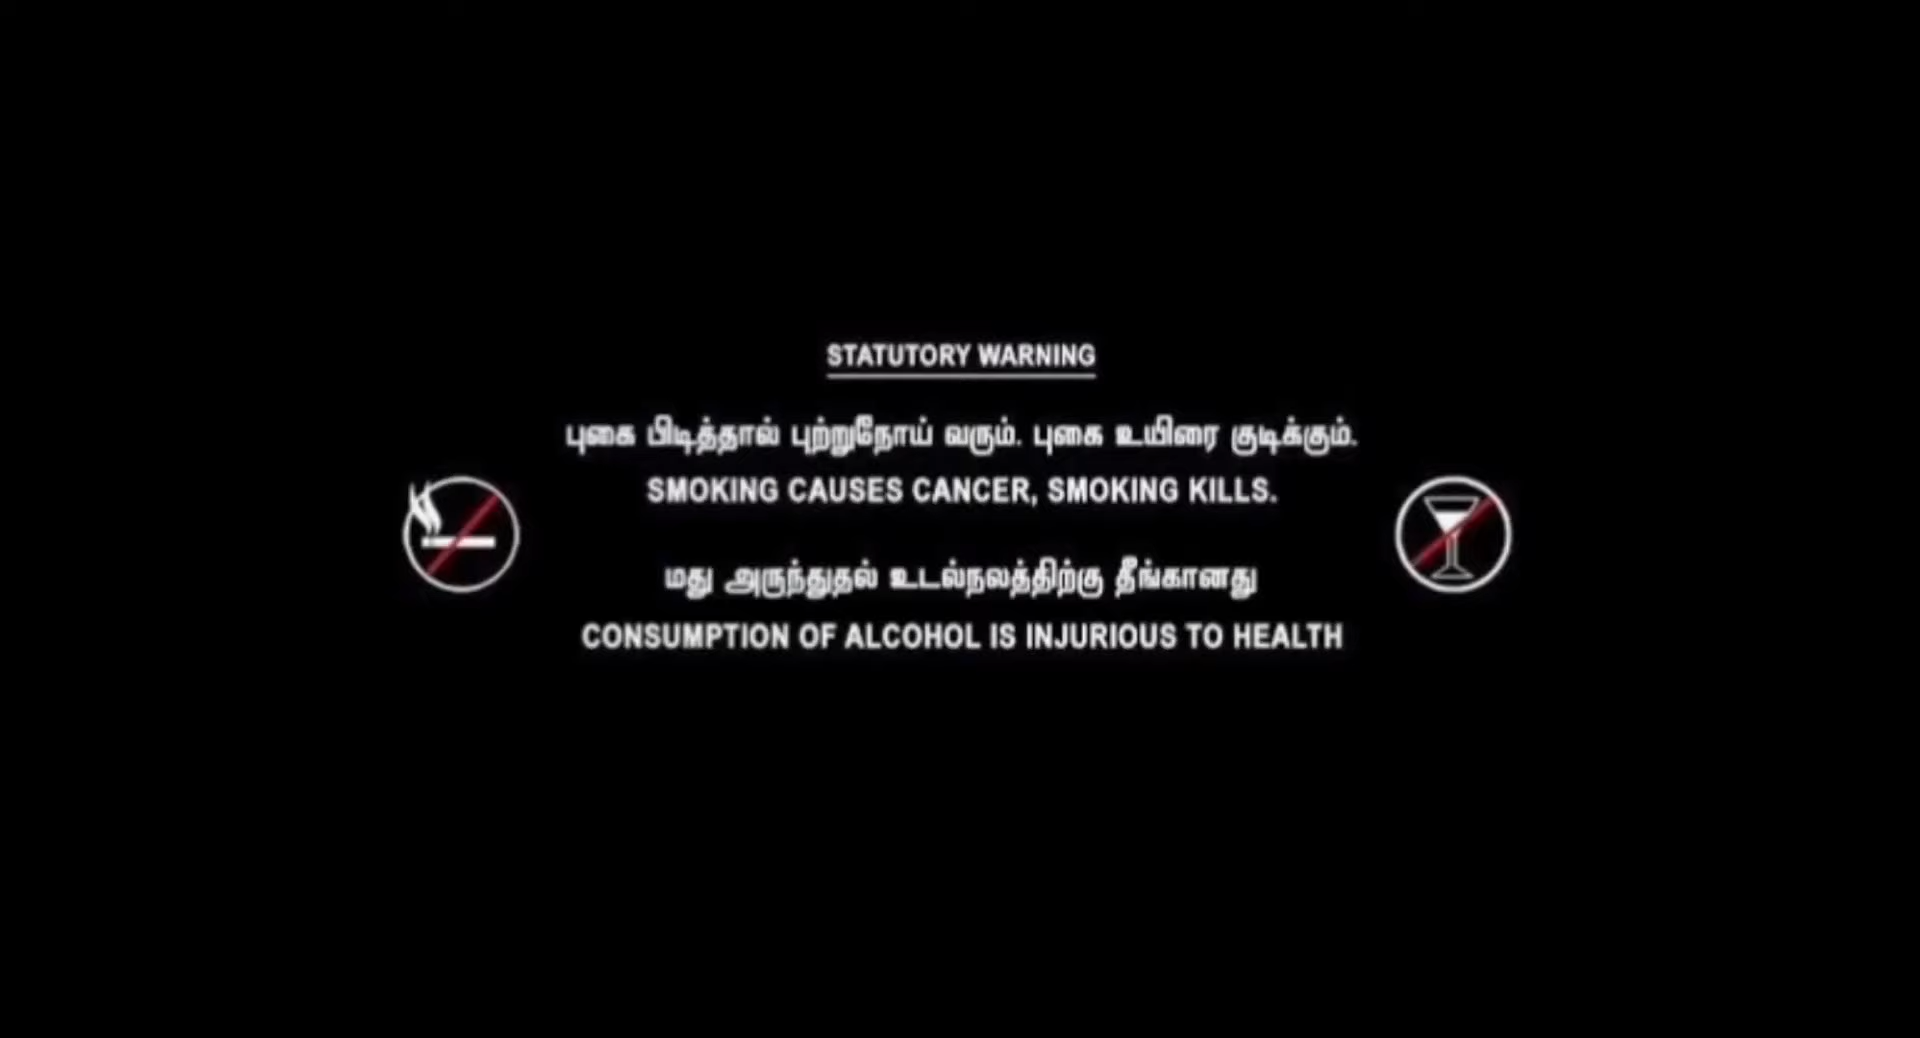 STATUTORY WARNING
புகை பிடித்தால் புற்றுநோய் வரும். புகை உயிரை குடிக்கும்.
SMOKING CAUSES CANCER, SMOKING KILLS.
மது அருந்துதல் உடல்நலத்திற்கு தீங்கானது
CONSUMPTION OF ALCOHOL IS INJURIOUS TO HEALTH